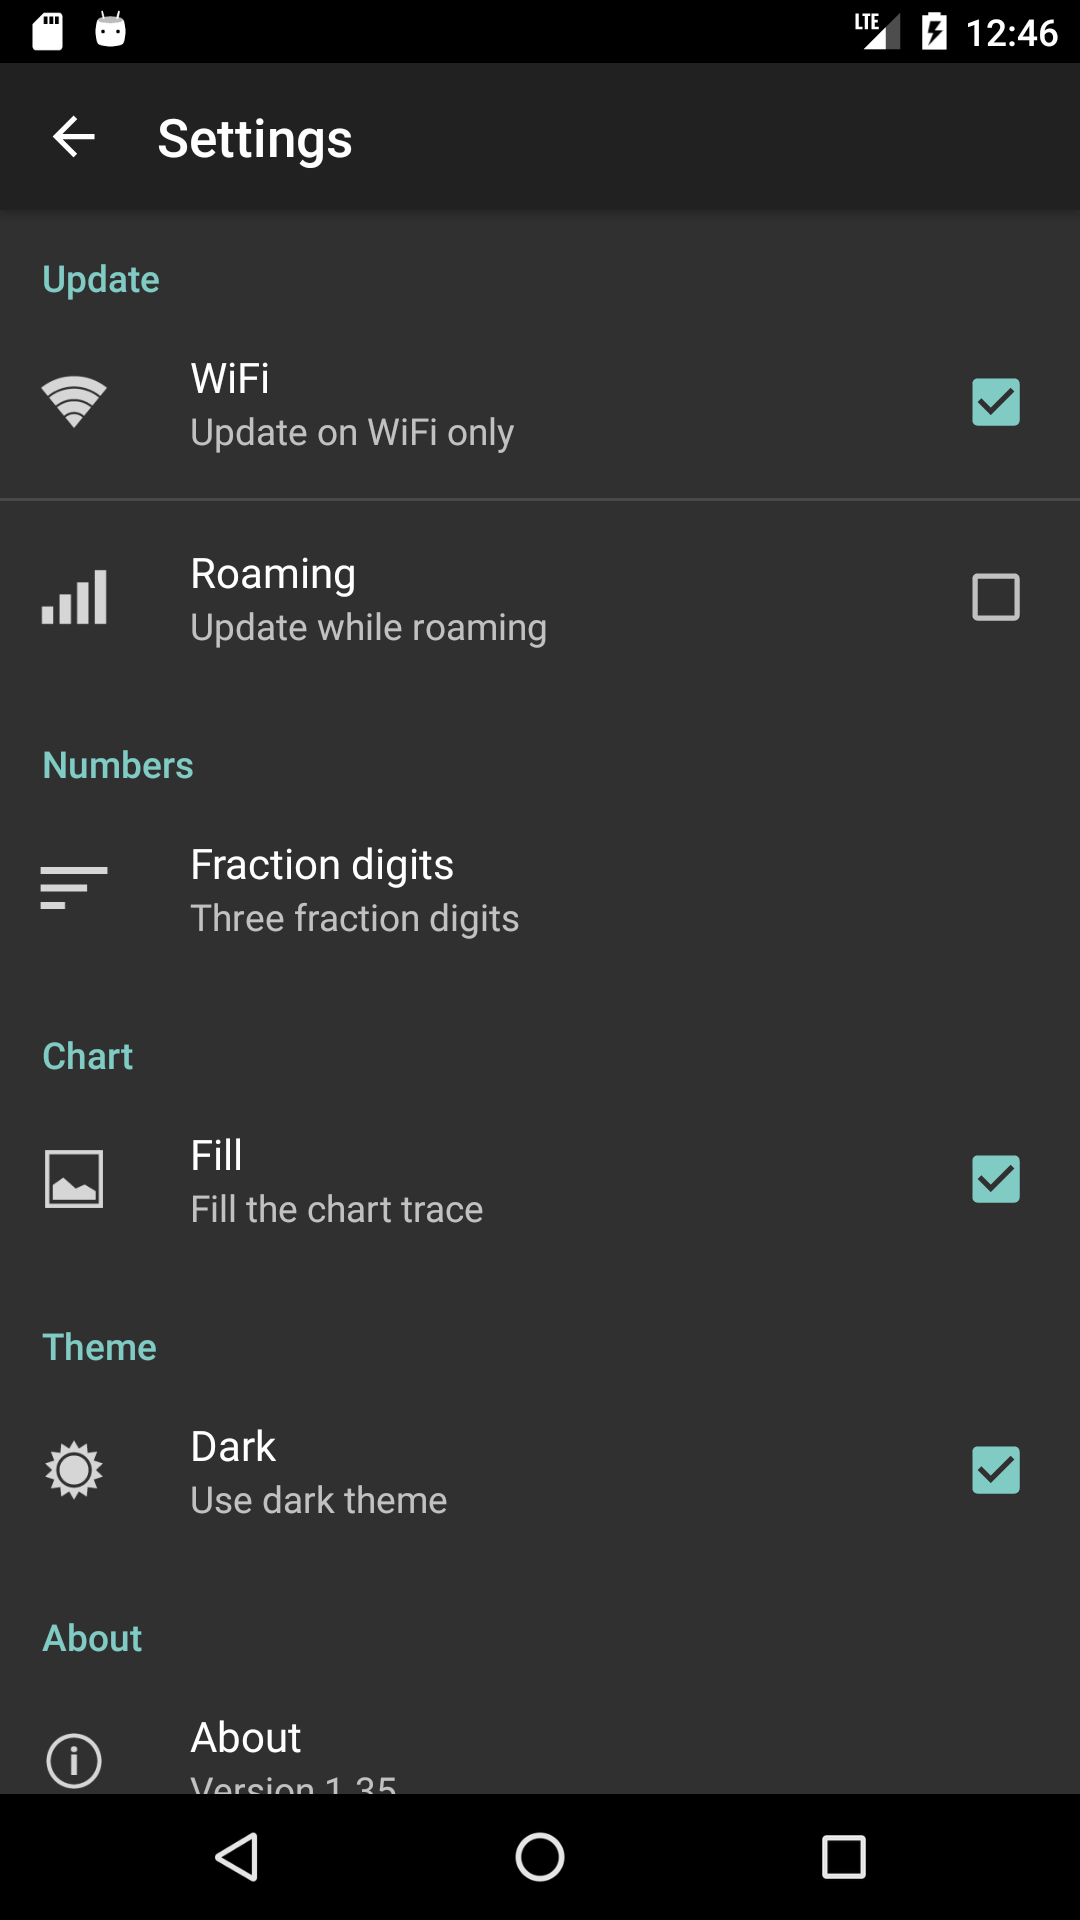 LTE 12:46
Settings
Update
WiFi
Update on WiFi only
Roaming
Update while roaming
Numbers
Fraction digits
Three fraction digits
Chart
Fill
Fill the chart trace
Theme
Dark
Use dark theme
About
About
Version 1.35